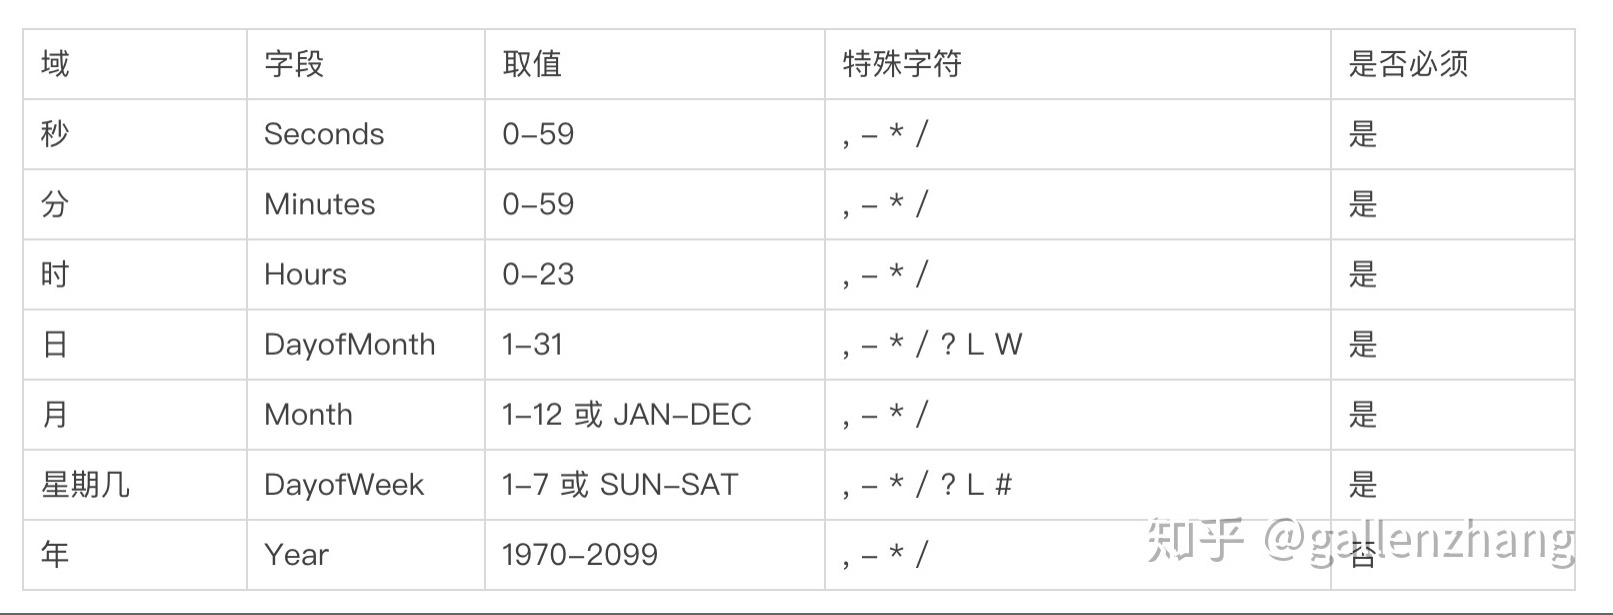 域 字段 取值 特殊字符 是否必须
秒 Seconds 0–59 , – * / 是
分 Minutes 0–59 , – * / 是
时 Hours 0–23 , – * / 是
日 DayofMonth 1–31 , – * / ? L W 是
月 Month 1–12 或 JAN–DEC , – * / 是
星期几 DayofWeek 1–7 或 SUN–SAT , – * / ? L # 是
年 Year 1970–2099 , – * / 否
知乎 @gallenzhang